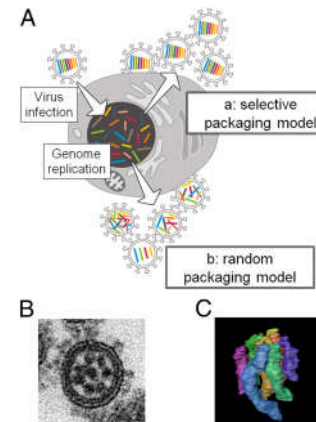 A
Virus
infection
a: selective
packaging model
Genome
replication
b: random
packaging model
B
C